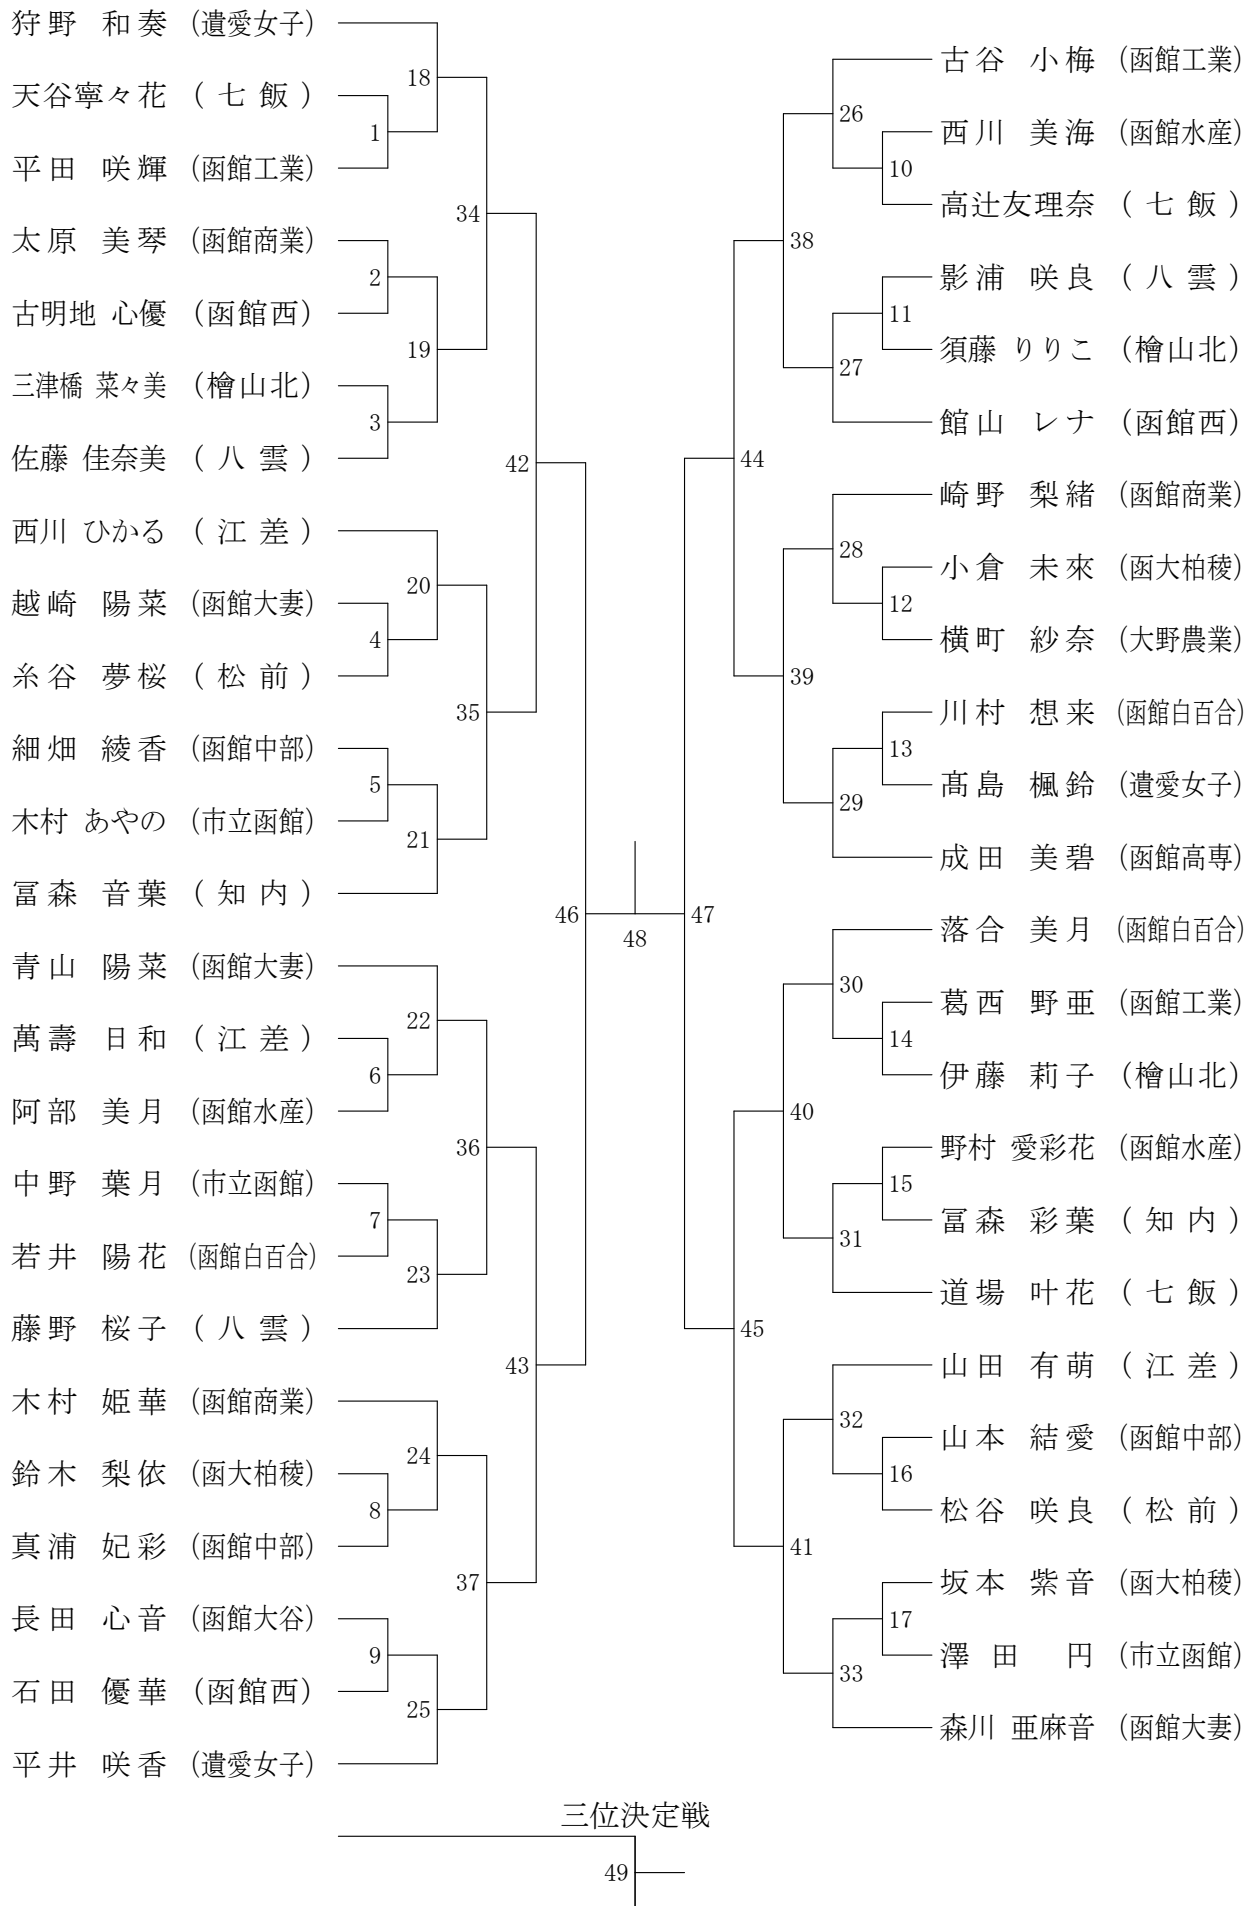 狩野 和奏 (遺愛女子)
18
天谷寧々花 (七飯)
1
平田 咲輝 (函館工業)
34
太原 美琴 (函館商業)
2
古明地 心優 (函館西)
19
三津橋 菜々美 (檜山北)
3
佐藤 佳奈美 (八雲)
42
西川 ひかる (江差)
20
越崎 陽菜 (函館大妻)
4
糸谷 夢桜 (松前)
35
細畑 綾香 (函館中部)
5
木村 あやの (市立函館)
21
冨森 音葉 (知内)
46
青山 陽菜 (函館大妻)
22
萬壽 日和 (江差)
6
阿部 美月 (函館水産)
36
中野 葉月 (市立函館)
7
若井 陽花 (函館白百合)
23
藤野 桜子 (八雲)
43
木村 姫華 (函館商業)
24
鈴木 梨依 (函大柏稜)
8
真浦 妃彩 (函館中部)
37
長田 心音 (函館大谷)
9
石田 優華 (函館西)
25
平井 咲香 (遺愛女子)
48
古谷 小梅 (函館工業)
26
西川 美海 (函館水産)
10
高辻友理奈 (七飯)
38
影浦 咲良 (八雲)
11
須藤 りりこ (檜山北)
27
館山 レナ (函館西)
44
崎野 梨緒 (函館商業)
28
小倉 未來 (函大柏稜)
12
横町 紗奈 (大野農業)
39
川村 想来 (函館白百合)
13
髙島 楓鈴 (遺愛女子)
29
成田 美碧 (函館高専)
47
落合 美月 (函館白百合)
30
葛西 野亜 (函館工業)
14
伊藤 莉子 (檜山北)
40
野村 愛彩花 (函館水産)
15
冨森 彩葉 (知内)
31
道場 叶花 (七飯)
45
山田 有萌 (江差)
32
山本 結愛 (函館中部)
16
松谷 咲良 (松前)
41
坂本 紫音 (函大柏稜)
17
澤田 円 (市立函館)
33
森川 亜麻音 (函館大妻)
三位決定戦
49